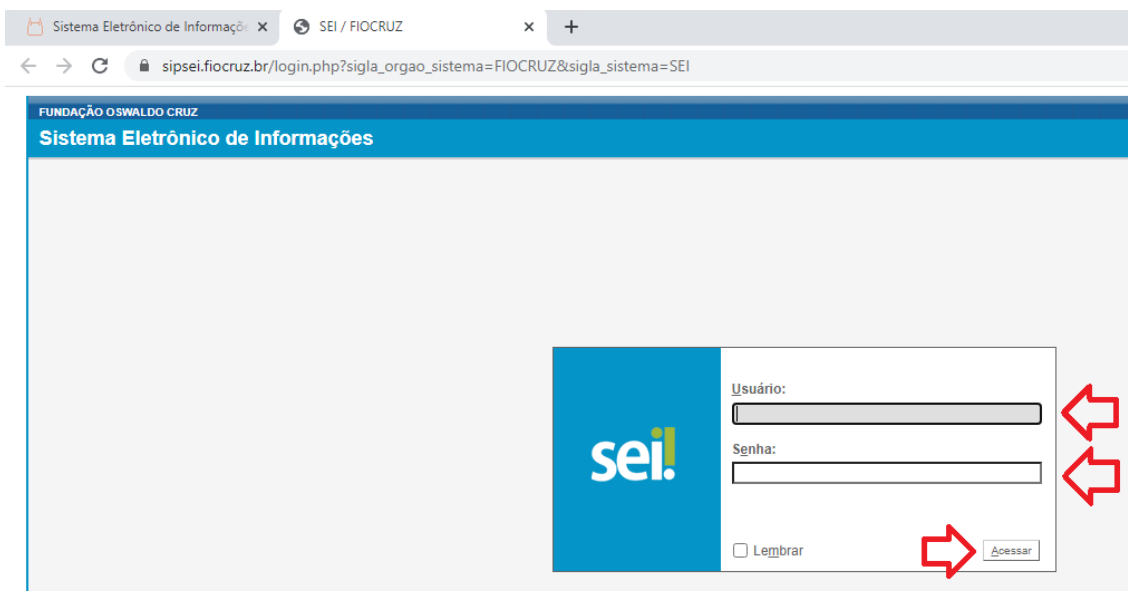 Sistema Eletrônico de Informaçõe
SEI / FIOCRUZ
sipsei.fiocruz.br/login.php?sigla_orgao_sistema=FIOCRUZ&sigla_sistema=SEI
FUNDAÇÃO OSWALDO CRUZ
Sistema Eletrônico de Informações
sei!
Usuário:
Senha:
Lembrar
Acessar